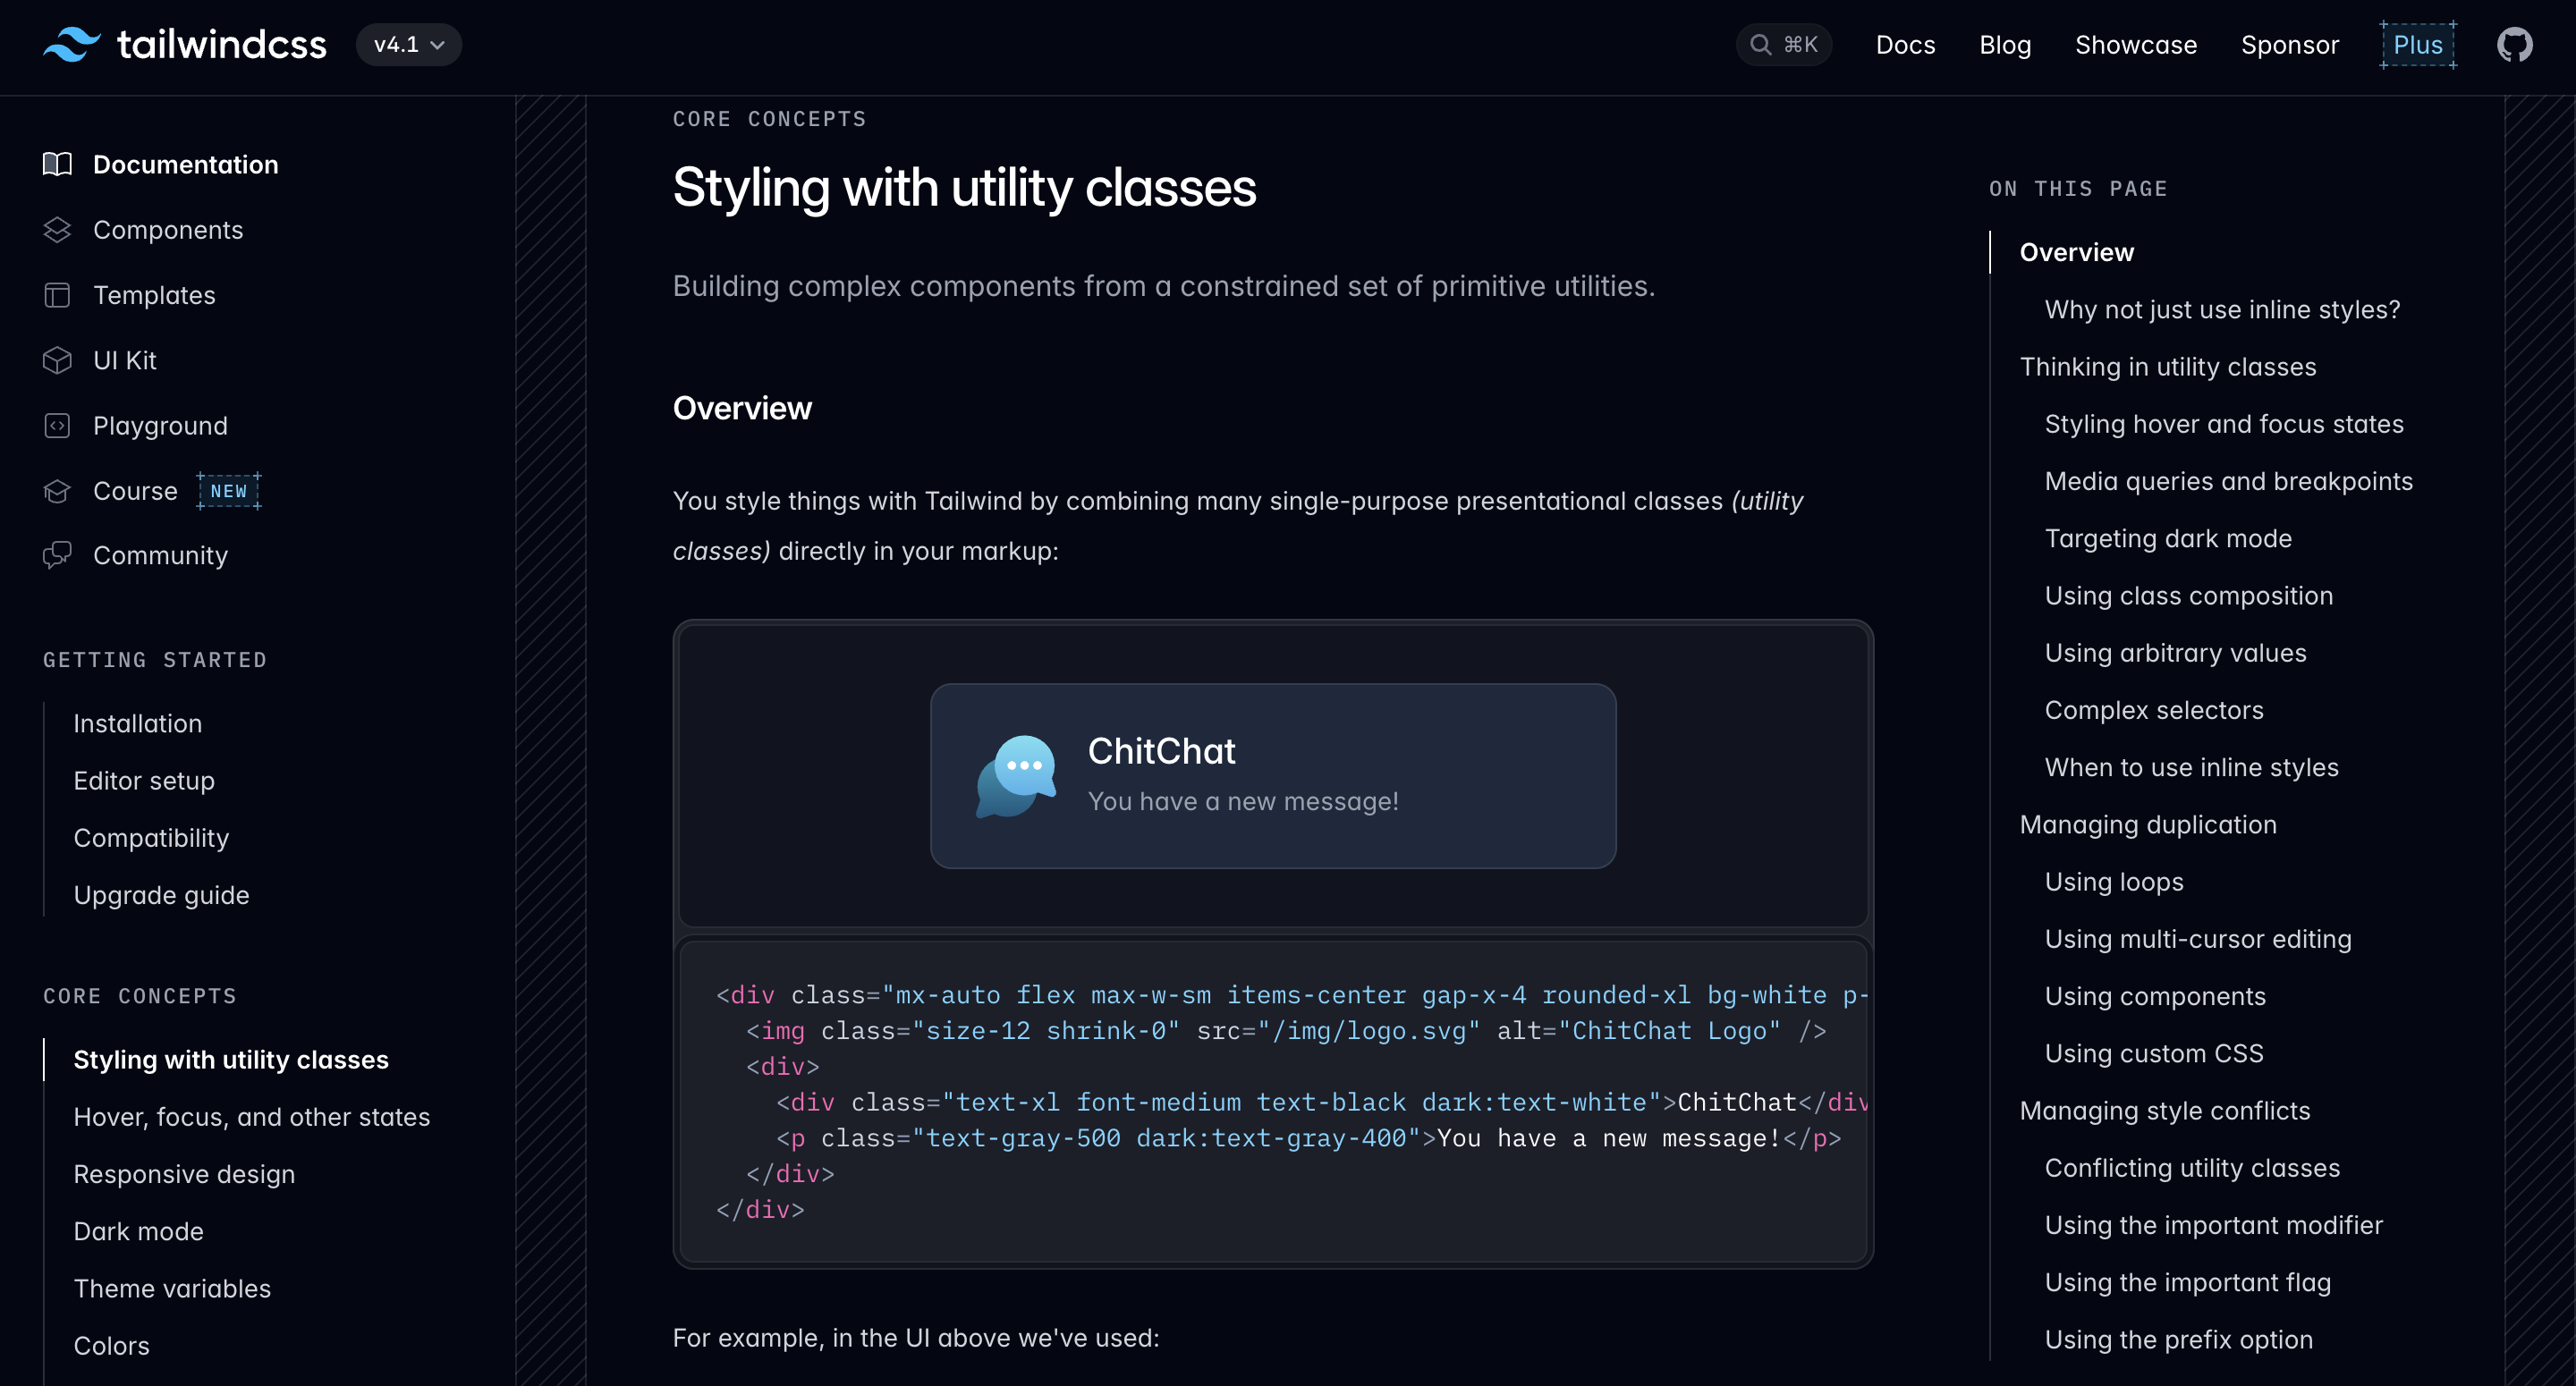 tailwindcss
v4.1
⌘K
Docs
Blog
Showcase
Sponsor
Plus
Documentation
Components
Templates
UI Kit
Playground
Course NEW
Community
GETTING STARTED
Installation
Editor setup
Compatibility
Upgrade guide
CORE CONCEPTS
Styling with utility classes
Hover, focus, and other states
Responsive design
Dark mode
Theme variables
Colors
CORE CONCEPTS
Styling with utility classes
Building complex components from a constrained set of primitive utilities.
Overview
You style things with Tailwind by combining many single-purpose presentational classes (utility
classes) directly in your markup:
ChitChat
You have a new message!
<div class="mx-auto flex max-w-sm items-center gap-x-4 rounded-xl bg-white p-
<img class="size-12 shrink-0" src="/img/logo.svg" alt="ChitChat Logo" />
<div>
<div class="text-xl font-medium text-black dark:text-white">ChitChat</div
<p class="text-gray-500 dark:text-gray-400">You have a new message!</p>
</div>
</div>
For example, in the UI above we've used:
ON THIS PAGE
Overview
Why not just use inline styles?
Thinking in utility classes
Styling hover and focus states
Media queries and breakpoints
Targeting dark mode
Using class composition
Using arbitrary values
Complex selectors
When to use inline styles
Managing duplication
Using loops
Using multi-cursor editing
Using components
Using custom CSS
Managing style conflicts
Conflicting utility classes
Using the important modifier
Using the important flag
Using the prefix option